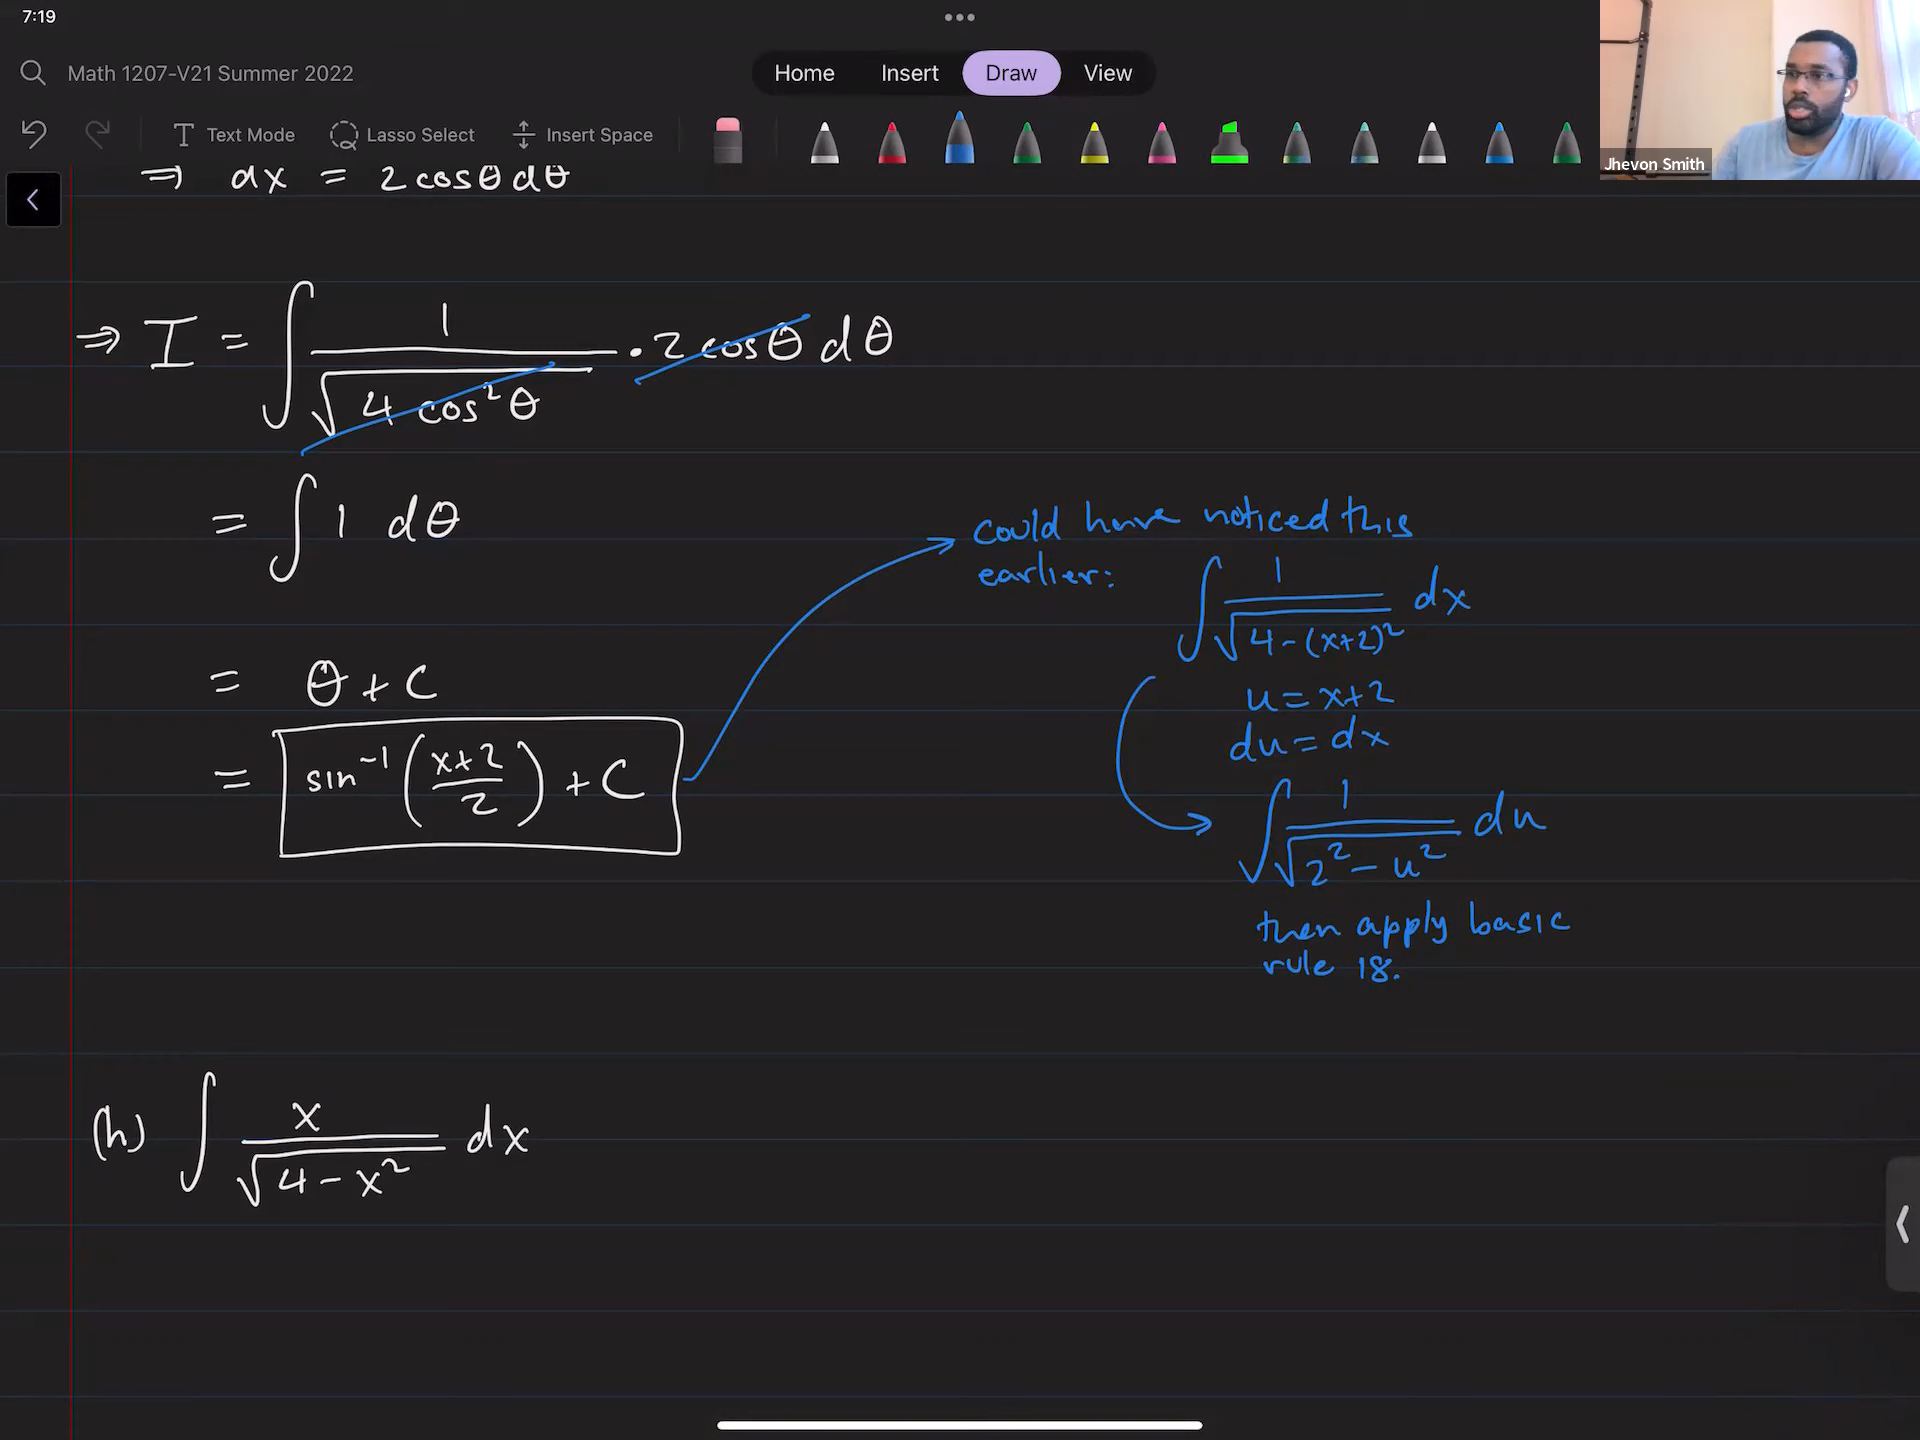 7:19
Math 1207-V21 Summer 2022
Home Insert Draw View
Text Mode Lasso Select Insert Space
Jhevon Smith
⇒ dx = 2cosθdθ
⇒ I = ∫ 1/√(4cos²θ) · 2cosθ dθ
= ∫ 1 dθ
= θ + C
= sin⁻¹((x+2)/2) + C
could have noticed this
earlier: ∫ 1/√(4-(x+2)²) dx
u = x+2
du = dx
∫ 1/√(2² - u²) du
then apply basic
rule 18.
(h) ∫ x/√(4-x²) dx